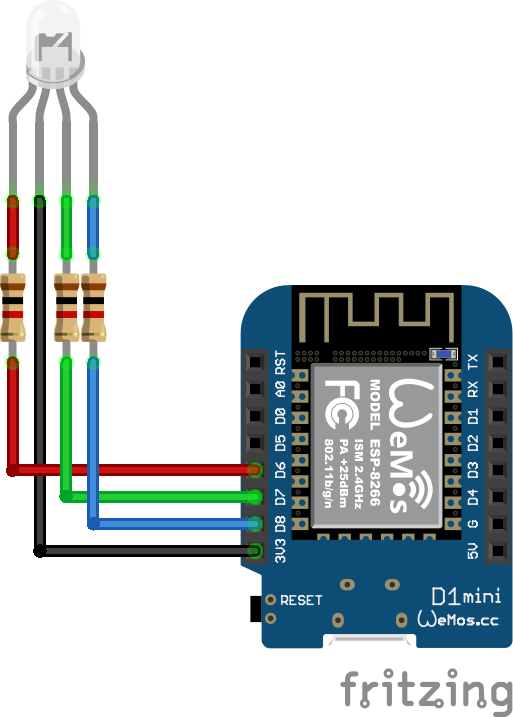 RST
A0
D0
D5
D6
D7
D8
3V3
TX
RX
D1
D2
D3
D4
G
5V
WeMos
MODEL ESP-8266
ISM 2.4GHz
PA +25dBm
802.11b/g/n
FC
RESET
D1mini
WeMos.cc
fritzing